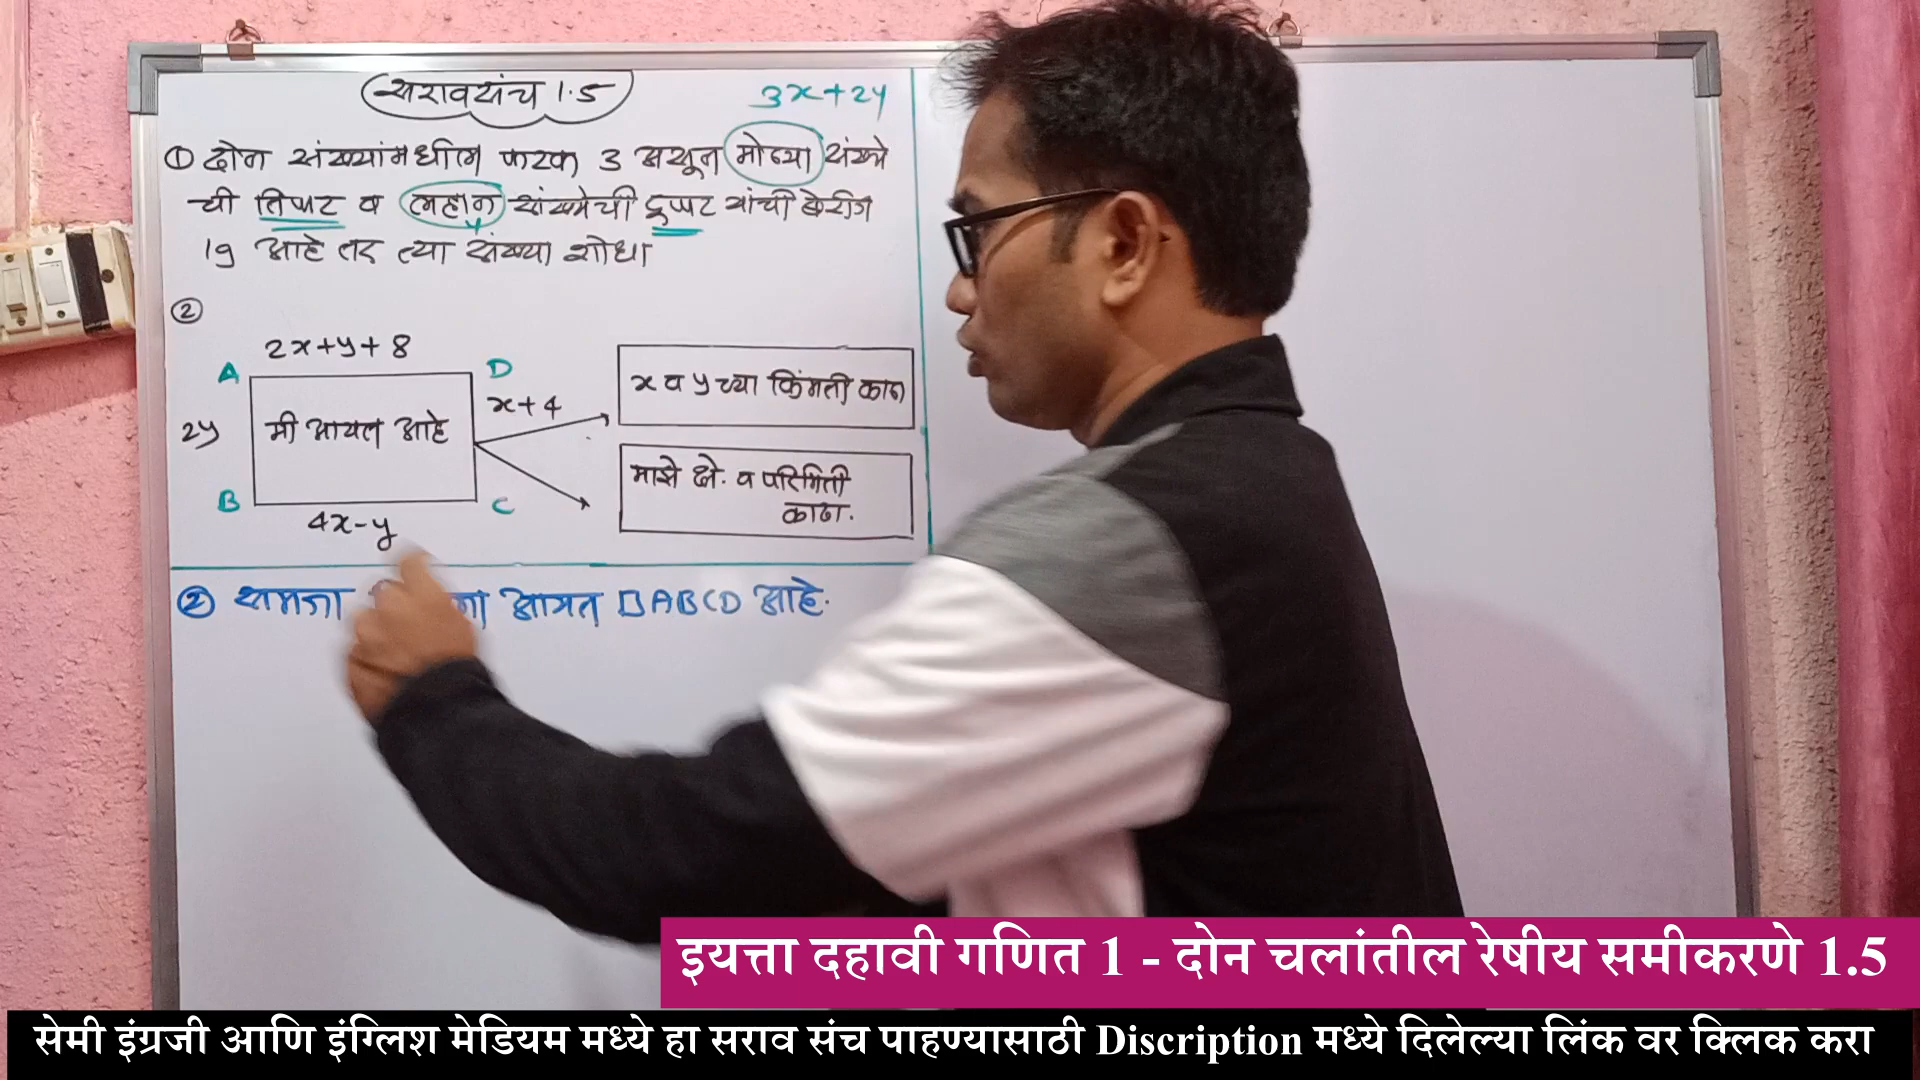 सरावसंच 1.5
3x+2y
① दोन संख्यांमधील फरक 3 असून मोठ्या संख्ये
ची तिप्पट व लहान संख्येची दुप्पट यांची बेरीज
y
19 आहे तर त्या संख्या शोधा
②
2x+y+8
A D
x+4
2y मी आयत आहे
B C
4x-y
x व y च्या किंमती काढा
माझे क्षे. व परिमिती
काढा.
② समजा आयत □ABCD आहे.
इयत्ता दहावी गणित 1 - दोन चलांतील रेषीय समीकरणे 1.5
सेमी इंग्रजी आणि इंग्लिश मेडियम मध्ये हा सराव संच पाहण्यासाठी Discription मध्ये दिलेल्या लिंक वर क्लिक करा